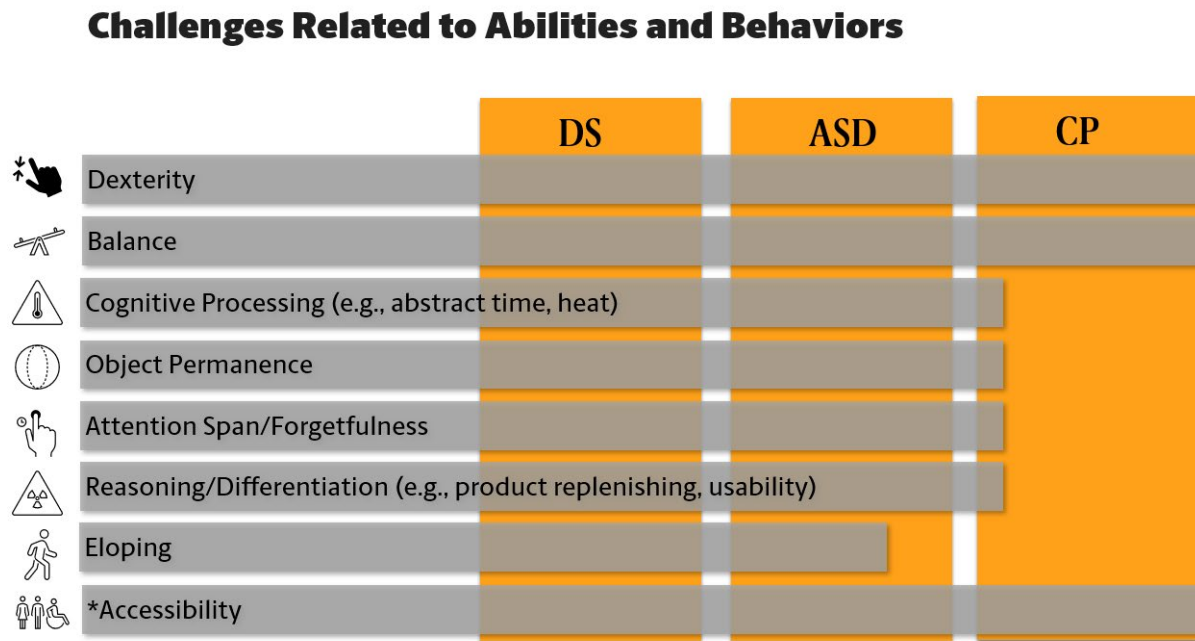 Challenges Related to Abilities and Behaviors
DS ASD CP
Dexterity
Balance
Cognitive Processing (e.g., abstract time, heat)
Object Permanence
Attention Span/Forgetfulness
Reasoning/Differentiation (e.g., product replenishing, usability)
Eloping
*Accessibility